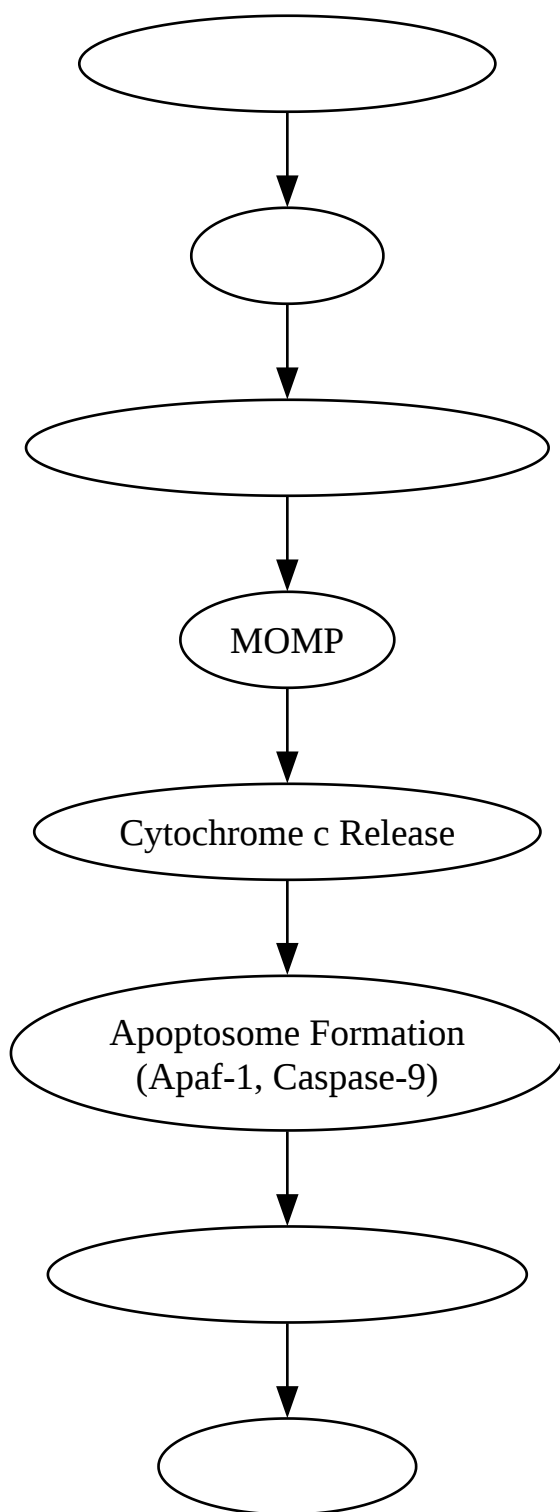 MOMP
Cytochrome c Release
Apoptosome Formation
(Apaf-1, Caspase-9)